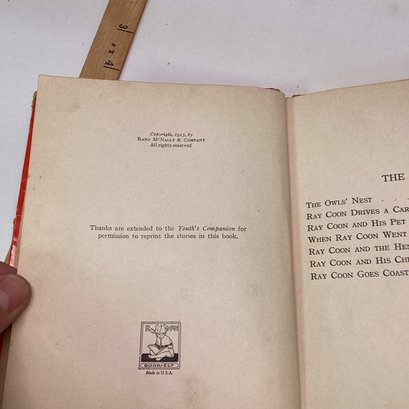 Copyright, 1923, by
RAND MCNALLY & COMPANY
All rights reserved
Thanks are extended to the Youth's Companion for
permission to reprint the stories in this book.
BOOK-ELF
Made in U.S.A.
THE
THE OWLS' NEST . .
RAY COON DRIVES A CAR
RAY COON AND HIS PET
WHEN RAY COON WENT
RAY COON AND THE HEN
RAY COON AND HIS CH
RAY COON GOES COAST
3